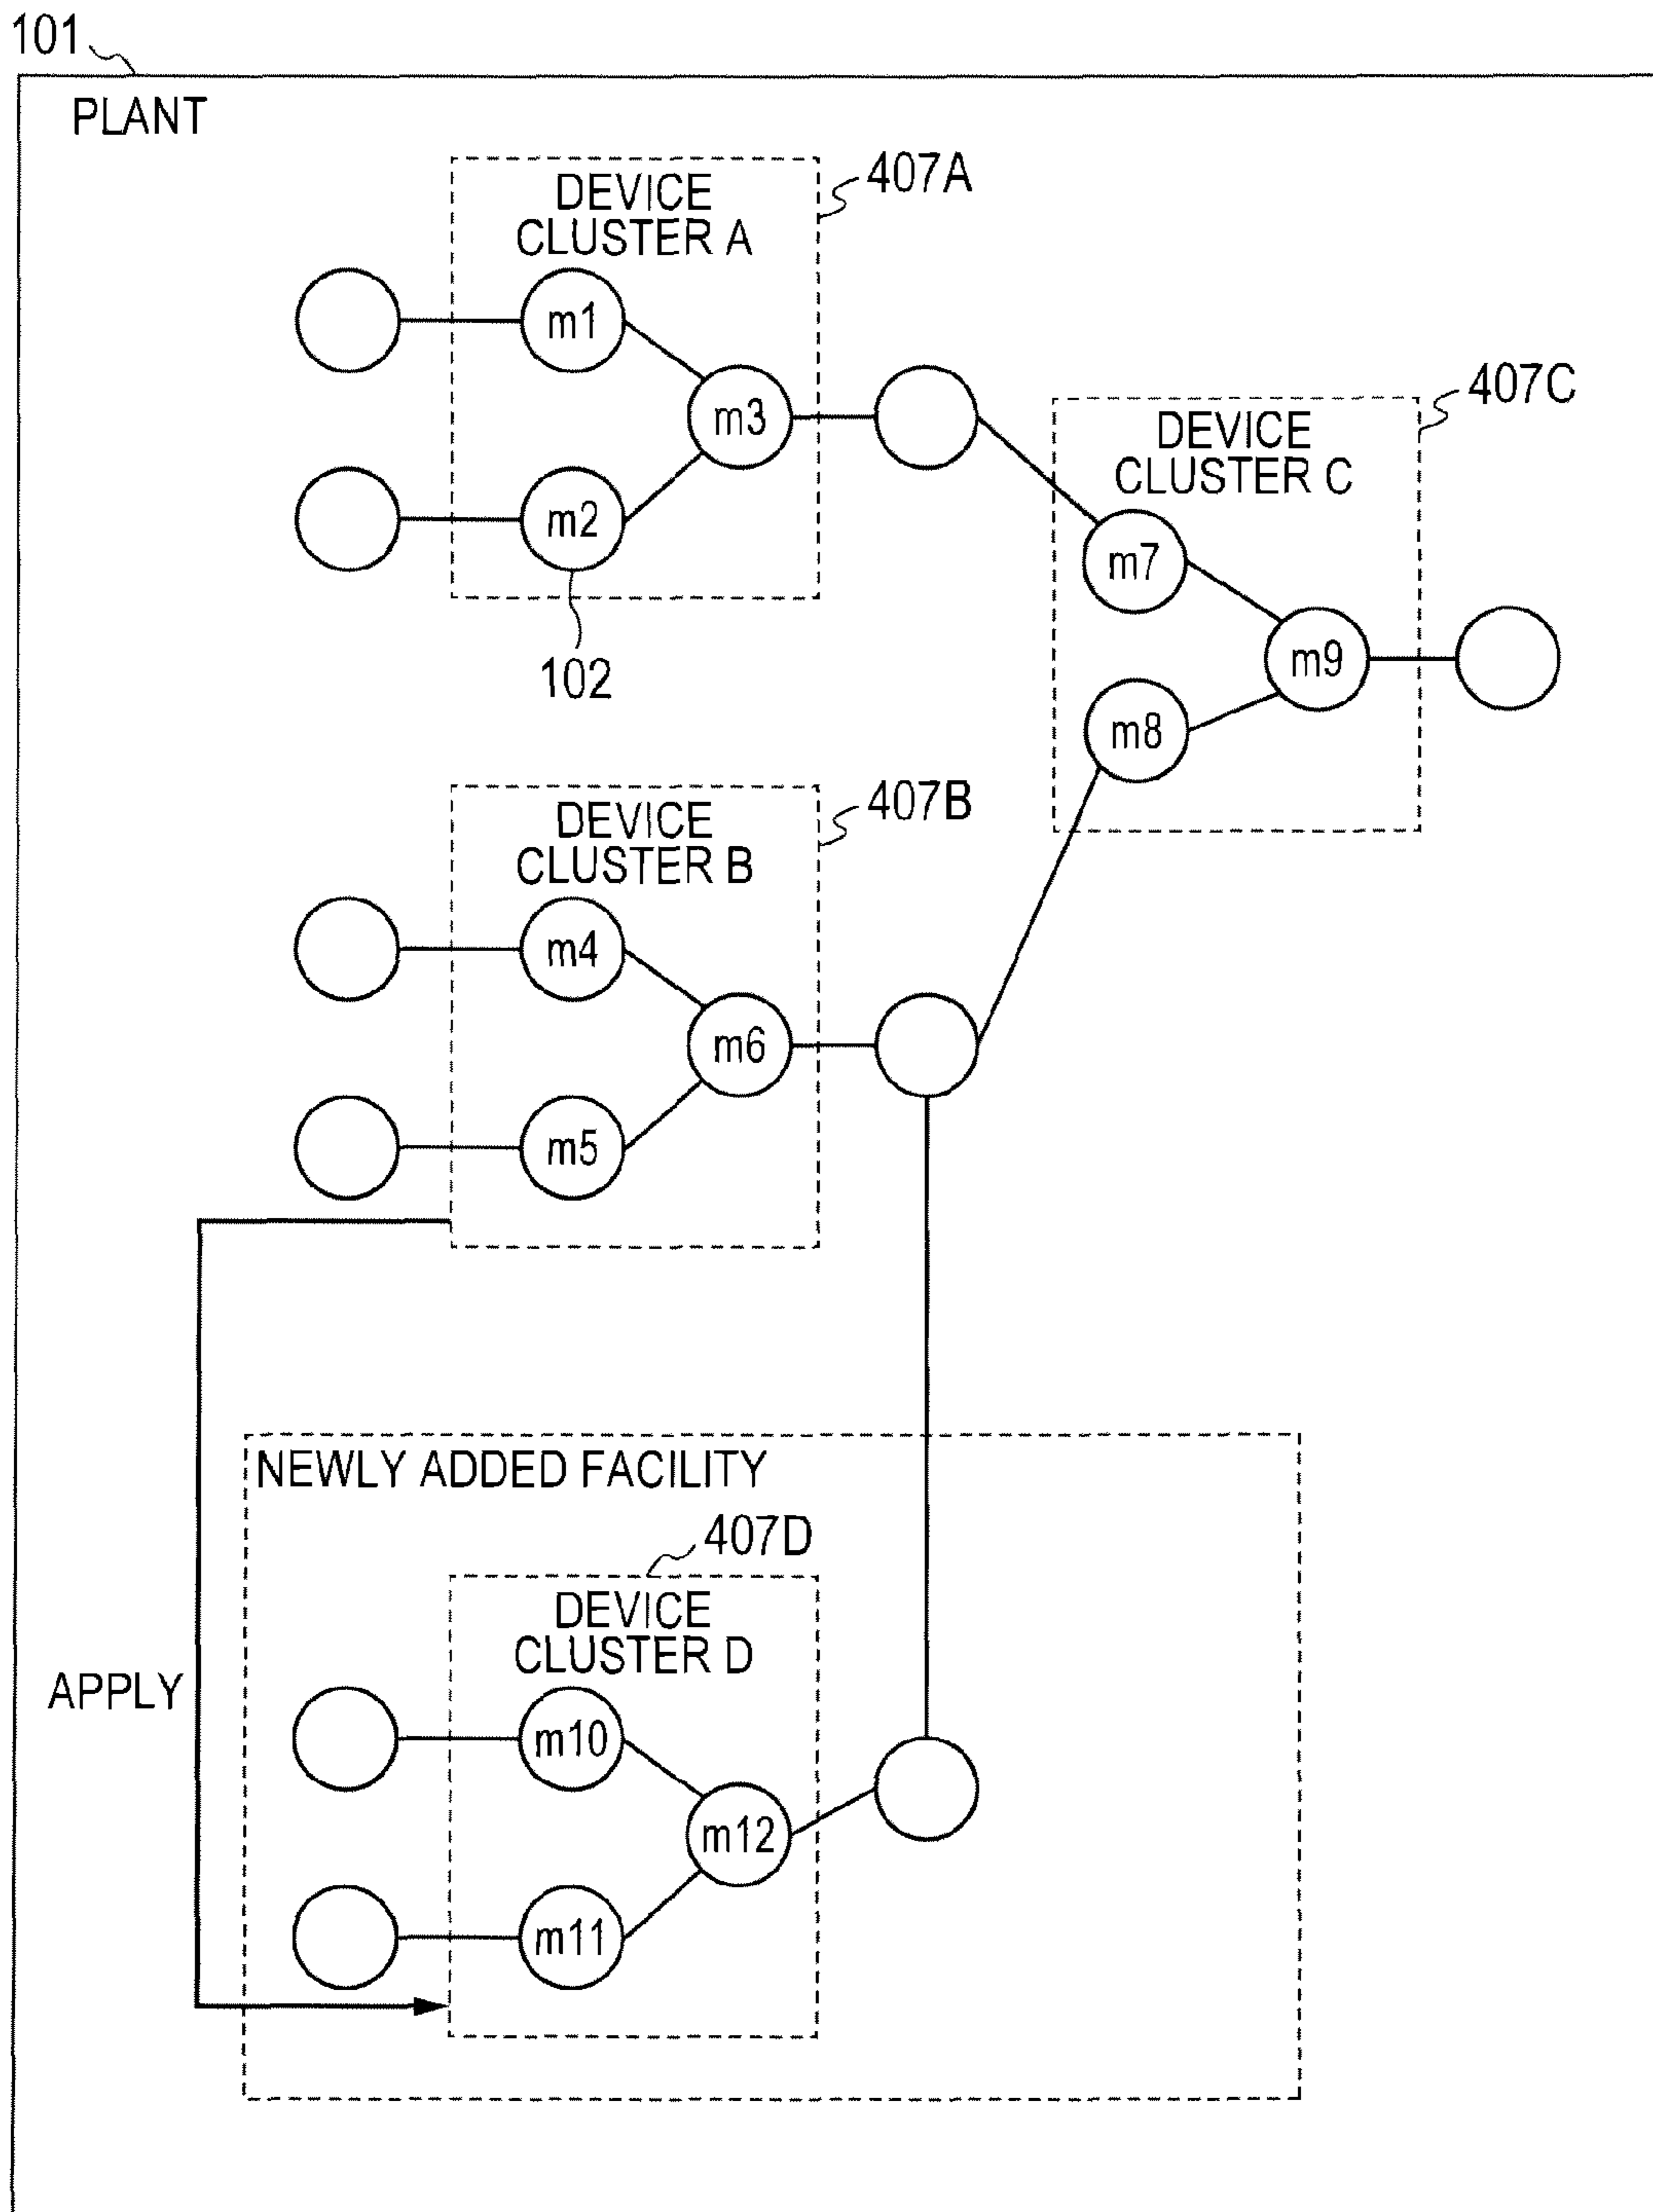 101
PLANT
407A
DEVICE
CLUSTER A
m1
m3
m2
102
407C
DEVICE
CLUSTER C
m7
m9
m8
407B
DEVICE
CLUSTER B
m4
m6
m5
NEWLY ADDED FACILITY
407D
DEVICE
CLUSTER D
APPLY
m10
m12
m11